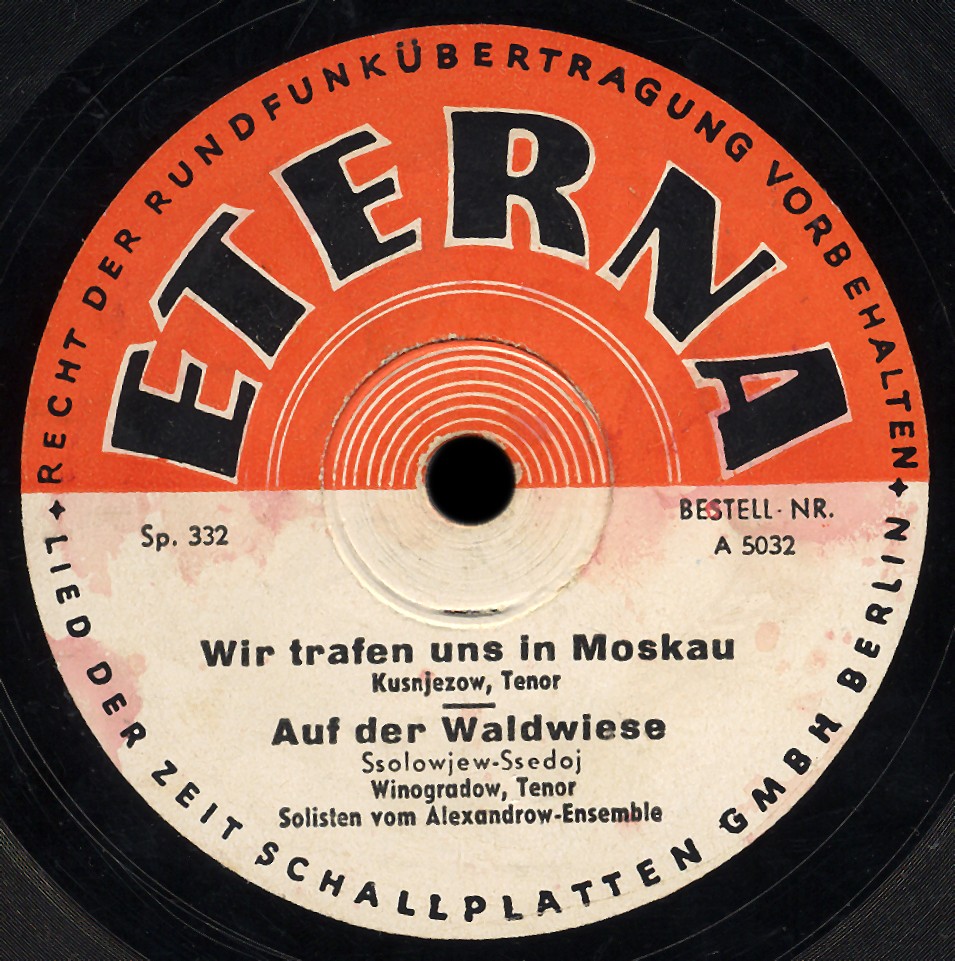 RECHT DER RUNDFUNKÜBERTRAGUNG VORBEHALTEN
ETERNA
Sp. 332
BESTELL-NR.
A 5032
Wir trafen uns in Moskau
Kusnjezow, Tenor
Auf der Waldwiese
Ssolowjew-Ssedoj
Winogradow, Tenor
Solisten vom Alexandrow-Ensemble
LIED DER ZEIT SCHALLPLATTEN GMBH BERLIN